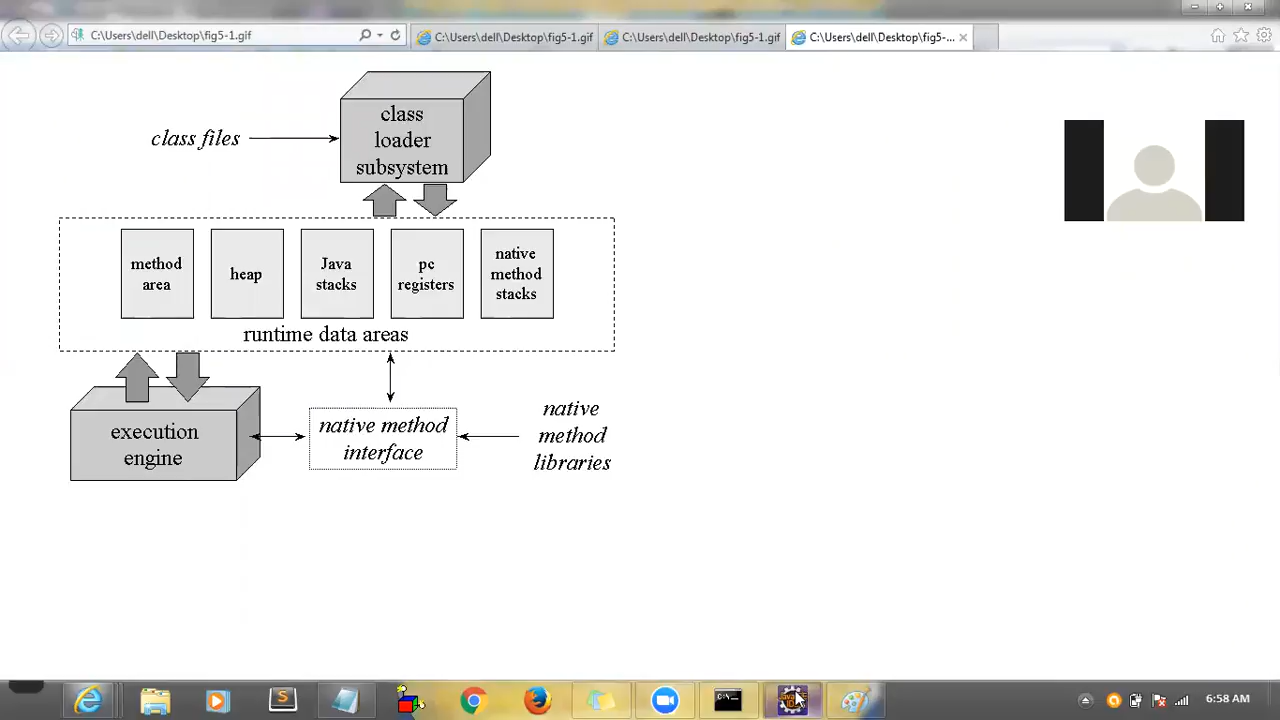 C:\Users\dell\Desktop\fig5-1.gif
C:\Users\dell\Desktop\fig5-1.gif
C:\Users\dell\Desktop\fig5-1.gif
C:\Users\dell\Desktop\fig5-...
class
loader
subsystem
class files
method
area
heap
Java
stacks
pc
registers
native
method
stacks
runtime data areas
execution
engine
native method
interface
native
method
libraries
6:58 AM